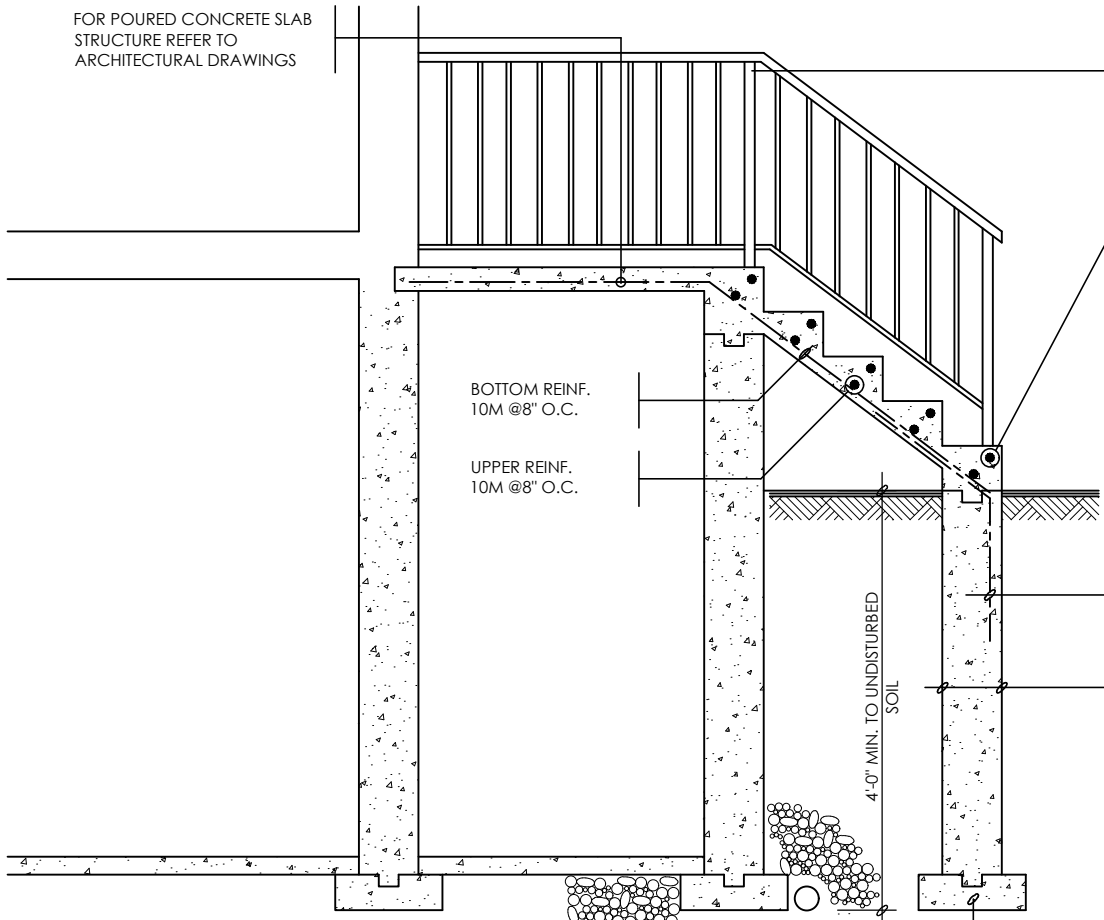 FOR POURED CONCRETE SLAB
STRUCTURE REFER TO
ARCHITECTURAL DRAWINGS
BOTTOM REINF.
10M @8" O.C.
UPPER REINF.
10M @8" O.C.
4'-0" MIN. TO UNDISTURBED
SOIL